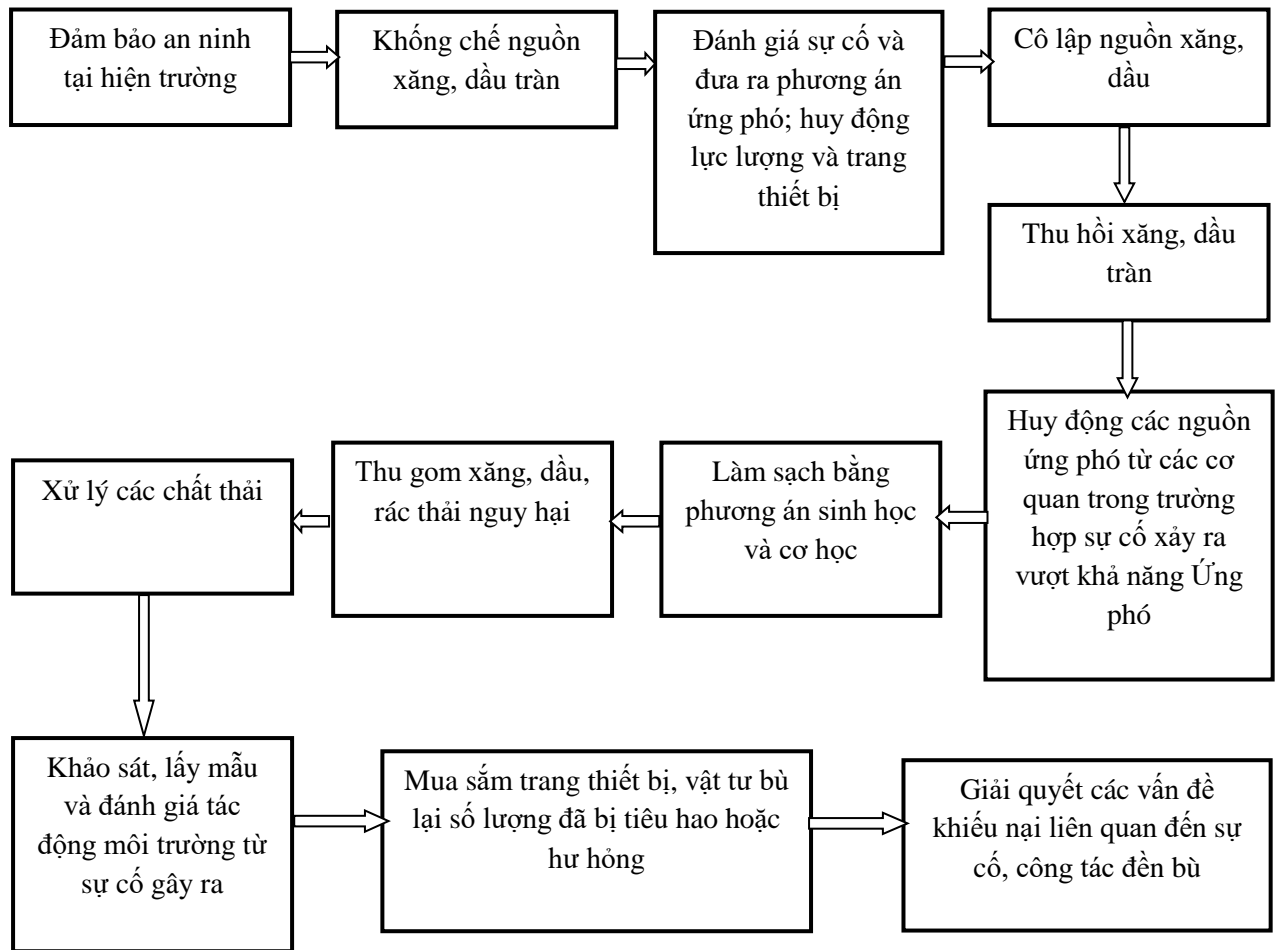 Đảm bảo an ninh
tại hiện trường
Khống chế nguồn
xăng, dầu tràn
Đánh giá sự cố và
đưa ra phương án
ứng phó; huy động
lực lượng và trang
thiết bị
Cô lập nguồn xăng,
dầu
Thu hồi xăng, dầu
tràn
Huy động các nguồn
ứng phó từ các cơ
quan trong trường
hợp sự cố xảy ra
vượt khả năng Ứng
phó
Làm sạch bằng
phương án sinh học
và cơ học
Thu gom xăng, dầu,
rác thải nguy hại
Xử lý các chất thải
Khảo sát, lấy mẫu
và đánh giá tác
động môi trường từ
sự cố gây ra
Mua sắm trang thiết bị, vật tư bù
lại số lượng đã bị tiêu hao hoặc
hư hỏng
Giải quyết các vấn đề
khiếu nại liên quan đến sự
cố, công tác đền bù